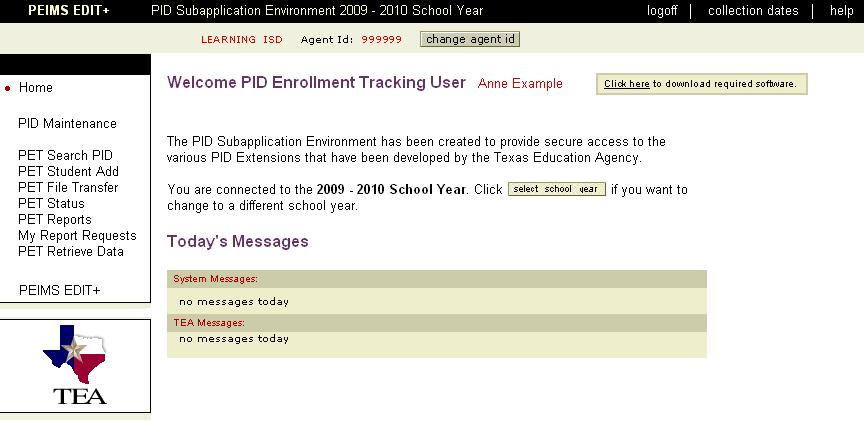 PEIMS EDIT+ PID Subapplication Environment 2009 - 2010 School Year logoff | collection dates | help
LEARNING ISD Agent Id: 999999 change agent id
Home
PID Maintenance
PET Search PID
PET Student Add
PET File Transfer
PET Status
PET Reports
My Report Requests
PET Retrieve Data
PEIMS EDIT+
TEA
Welcome PID Enrollment Tracking User Anne Example
Click here to download required software.
The PID Subapplication Environment has been created to provide secure access to the
various PID Extensions that have been developed by the Texas Education Agency.
You are connected to the 2009 - 2010 School Year. Click select school year if you want to
change to a different school year.
Today's Messages
System Messages:
no messages today
TEA Messages:
no messages today